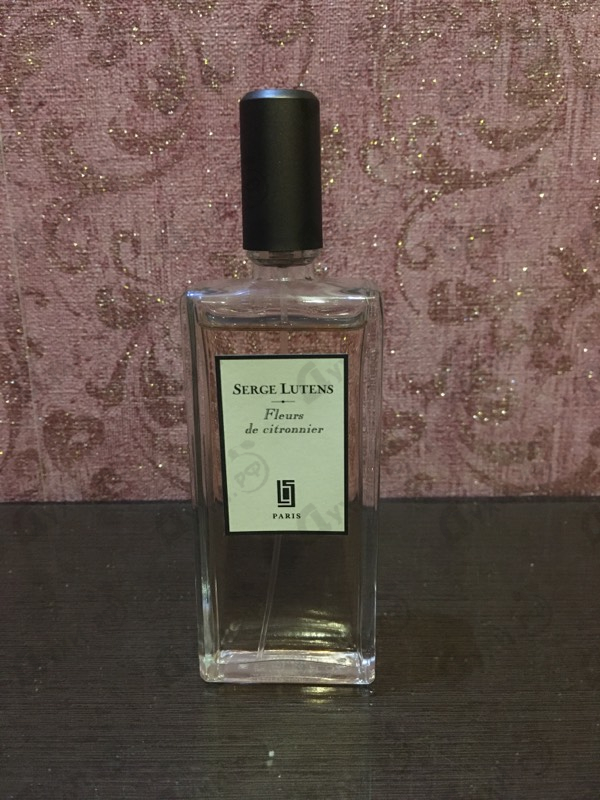 SERGE LUTENS
Fleurs
de citronnier
PARIS